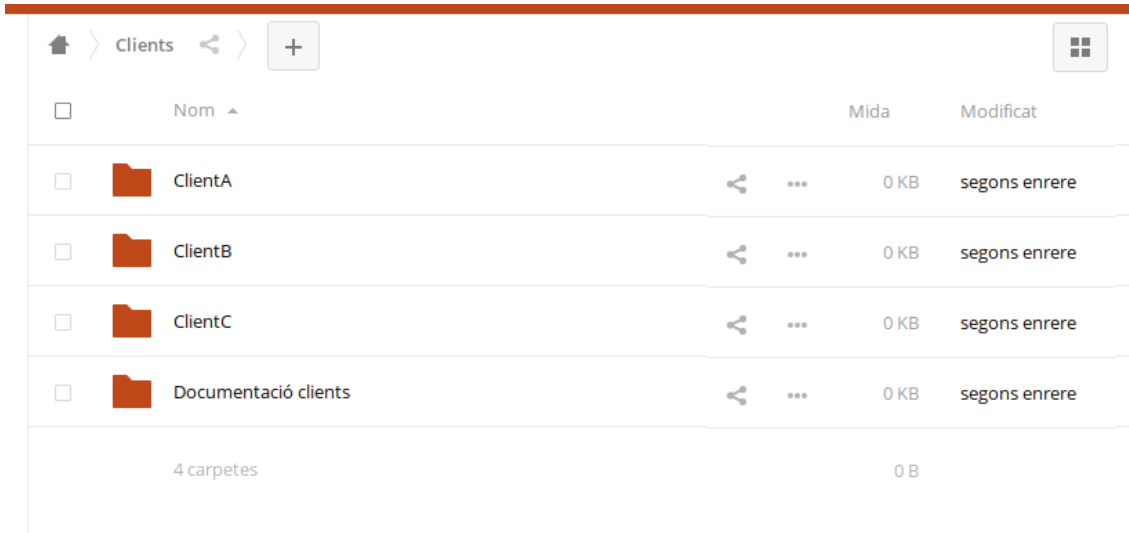 Clients
Nom Mida Modificat
ClientA 0 KB segons enrere
ClientB 0 KB segons enrere
ClientC 0 KB segons enrere
Documentació clients 0 KB segons enrere
4 carpetes 0 B